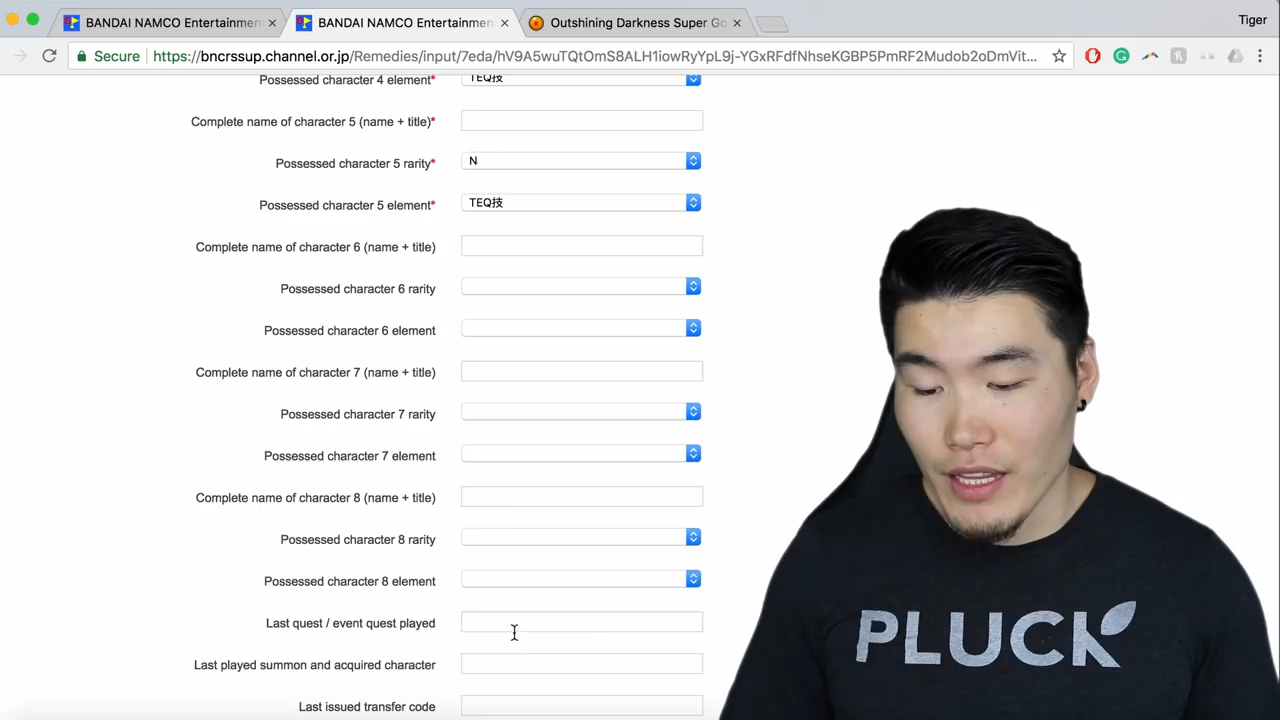 BANDAI NAMCO Entertainmen
BANDAI NAMCO Entertainmen
Outshining Darkness Super Go
Tiger
Secure https://bncrssup.channel.or.jp/Remedies/input/7eda/hV9A5wuTQtOmS8ALH1iowRyYpL9j-YGxRFdfNhseKGBP5PmRF2Mudob2oDmVit...
Possessed character 4 element* TEQ技
Complete name of character 5 (name + title)*
Possessed character 5 rarity* N
Possessed character 5 element* TEQ技
Complete name of character 6 (name + title)
Possessed character 6 rarity
Possessed character 6 element
Complete name of character 7 (name + title)
Possessed character 7 rarity
Possessed character 7 element
Complete name of character 8 (name + title)
Possessed character 8 rarity
Possessed character 8 element
Last quest / event quest played
Last played summon and acquired character
Last issued transfer code
PLUCK